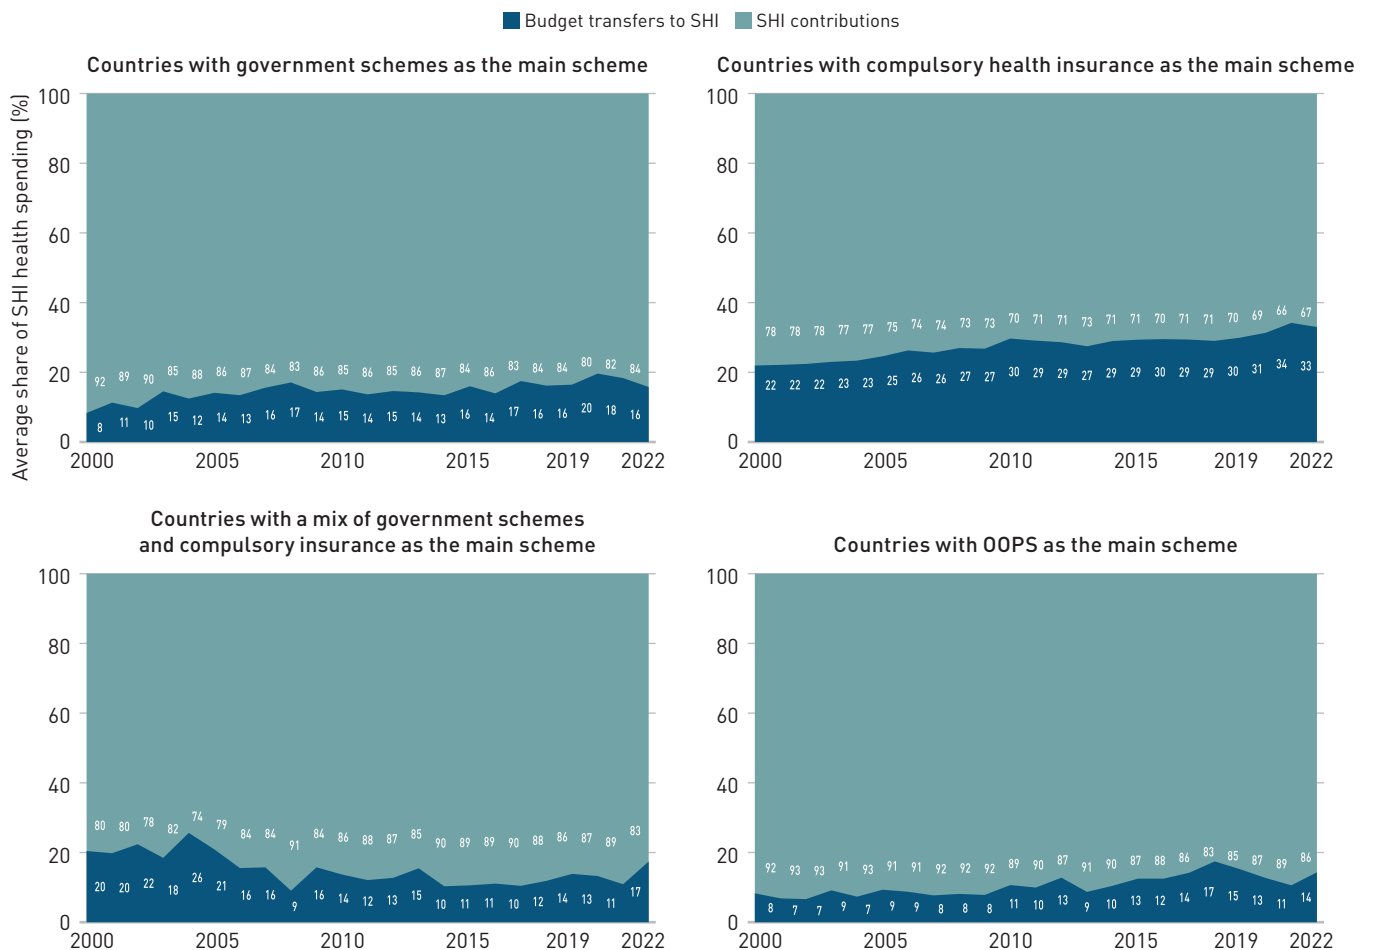 Budget transfers to SHI SHI contributions
Countries with government schemes as the main scheme
Average share of SHI health spending (%)
100
80
60
40
20
0
92 89 90 85 88 86 87 84 83 86 85 86 85 86 87 84 86 83 84 84 80 82 84
8 11 10 15 12 14 13 16 17 14 15 14 15 14 13 16 14 17 16 16 20 18 16
2000 2005 2010 2015 2019 2022
Countries with compulsory health insurance as the main scheme
100
80
60
40
20
0
78 78 78 77 77 75 74 74 73 73 70 71 71 73 71 71 70 71 71 70 69 66 67
22 22 22 23 23 25 26 26 27 27 30 29 29 27 29 29 30 29 29 30 31 34 33
2000 2005 2010 2015 2019 2022
Countries with a mix of government schemes
and compulsory insurance as the main scheme
100
80
60
40
20
0
80 80 78 82 74 79 84 84 91 84 86 88 87 85 90 89 89 90 88 86 87 89 83
20 20 22 18 26 21 16 16 9 16 14 12 13 15 10 11 11 10 12 14 13 11 17
2000 2005 2010 2015 2019 2022
Countries with OOPS as the main scheme
100
80
60
40
20
0
92 93 93 91 93 91 91 92 92 92 89 90 87 91 90 87 88 86 83 85 87 89 86
8 7 7 9 7 9 9 8 8 8 11 10 13 9 10 13 12 14 17 15 13 11 14
2000 2005 2010 2015 2019 2022